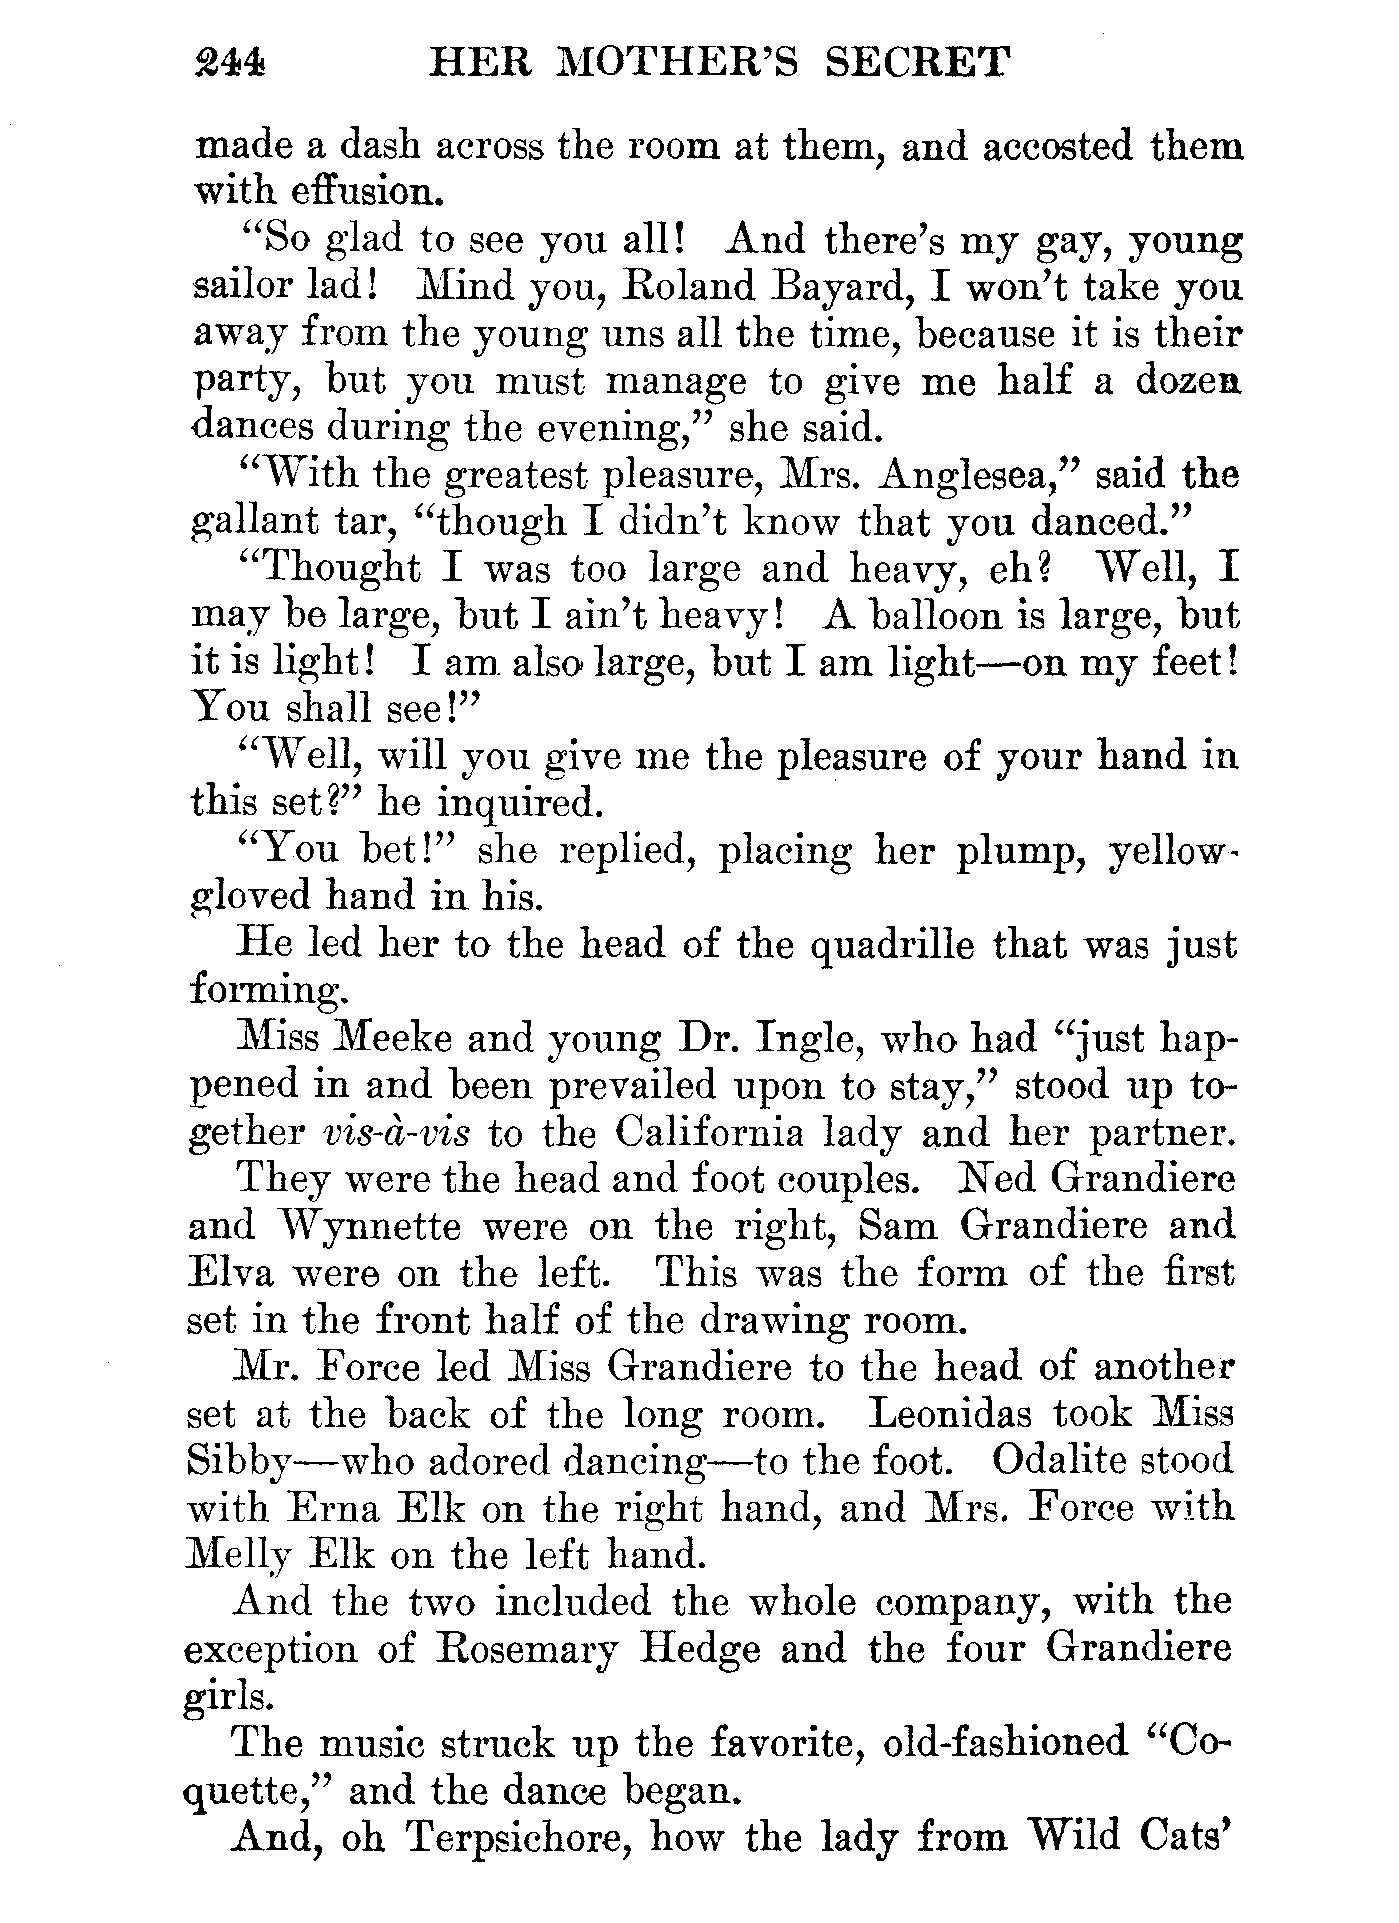 244 HER MOTHER'S SECRET
made a dash across the room at them, and accosted them
with effusion.
"So glad to see you all! And there's my gay, young
sailor lad! Mind you, Roland Bayard, I won't take you
away from the young uns all the time, because it is their
party, but you must manage to give me half a dozen
dances during the evening," she said.
"With the greatest pleasure, Mrs. Anglesea," said the
gallant tar, "though I didn't know that you danced."
"Thought I was too large and heavy, eh? Well, I
may be large, but I ain't heavy! A balloon is large, but
it is light! I am also large, but I am light—on my feet!
You shall see!"
"Well, will you give me the pleasure of your hand in
this set?" he inquired.
"You bet!" she replied, placing her plump, yellow-
gloved hand in his.
He led her to the head of the quadrille that was just
forming.
Miss Meeke and young Dr. Ingle, who had "just hap-
pened in and been prevailed upon to stay," stood up to-
gether vis-à-vis to the California lady and her partner.
They were the head and foot couples. Ned Grandiere
and Wynnette were on the right, Sam Grandiere and
Elva were on the left. This was the form of the first
set in the front half of the drawing room.
Mr. Force led Miss Grandiere to the head of another
set at the back of the long room. Leonidas took Miss
Sibby—who adored dancing—to the foot. Odalite stood
with Erna Elk on the right hand, and Mrs. Force with
Melly Elk on the left hand.
And the two included the whole company, with the
exception of Rosemary Hedge and the four Grandiere
girls.
The music struck up the favorite, old-fashioned "Co-
quette," and the dance began.
And, oh Terpsichore, how the lady from Wild Cats'